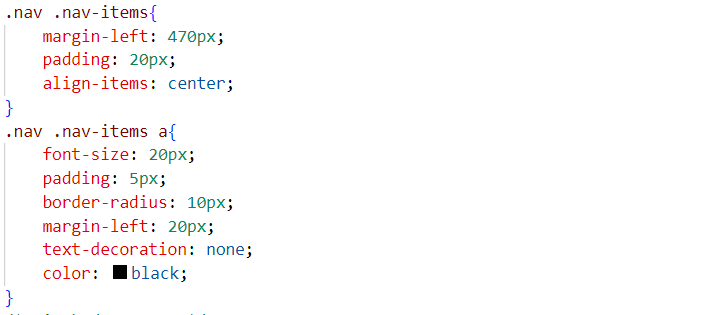 .nav .nav-items{
    margin-left: 470px;
    padding: 20px;
    align-items: center;
}
.nav .nav-items a{
    font-size: 20px;
    padding: 5px;
    border-radius: 10px;
    margin-left: 20px;
    text-decoration: none;
    color: black;
}